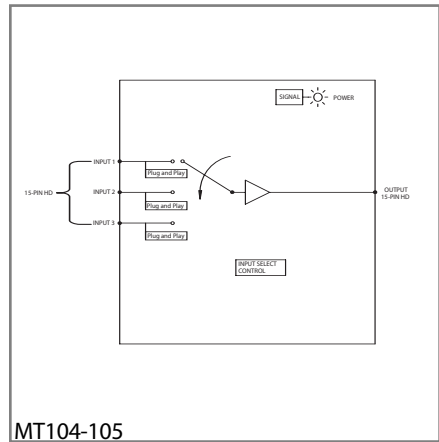 SIGNAL
POWER
INPUT 1
Plug and Play
15-PIN HD
INPUT 2
Plug and Play
OUTPUT
15-PIN HD
INPUT 3
Plug and Play
INPUT SELECT
CONTROL
MT104-105